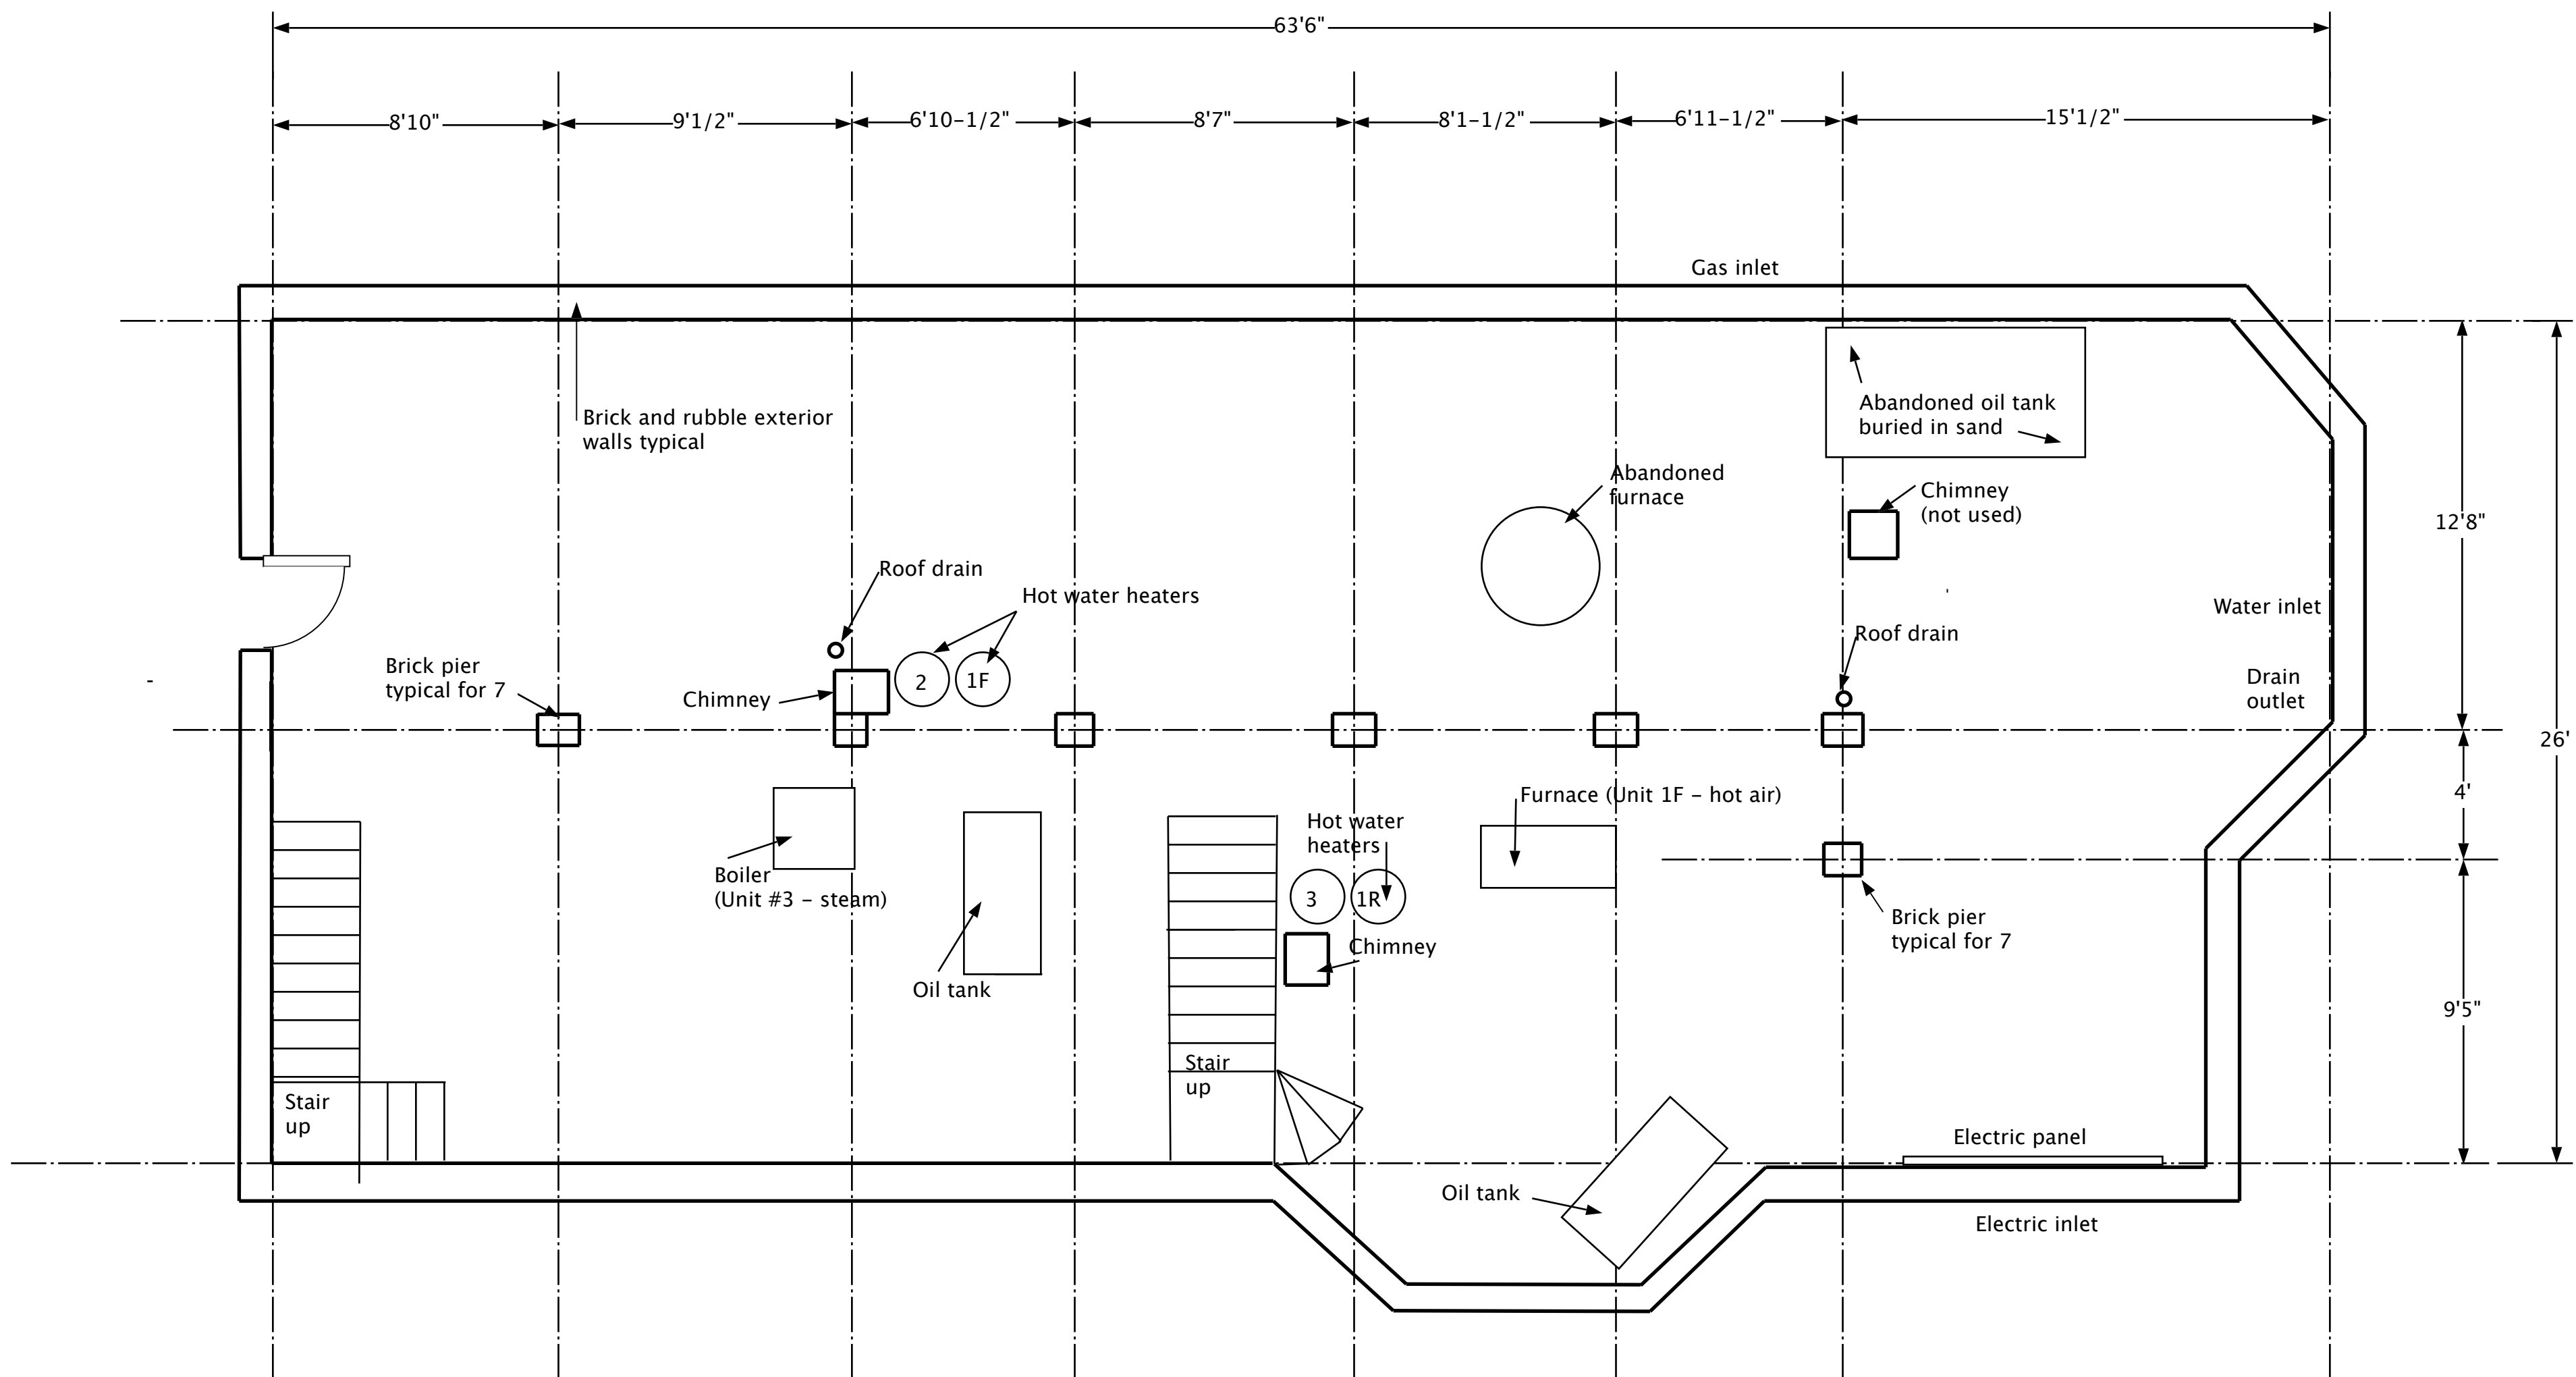 63'6"
8'10"
9'1/2"
6'10-1/2"
8'7"
8'1-1/2"
6'11-1/2"
15'1/2"
Gas inlet
Brick and rubble exterior
walls typical
Abandoned oil tank
buried in sand
Abandoned
furnace
Chimney
(not used)
12'8"
Roof drain
Hot water heaters
Water inlet
Roof drain
Brick pier
typical for 7
Chimney
2
1F
Drain
outlet
26'
4'
Furnace (Unit 1F - hot air)
Hot water
heaters
Boiler
(Unit #3 - steam)
3
1R
Brick pier
typical for 7
Chimney
Oil tank
9'5"
Stair
up
Stair
up
Electric panel
Oil tank
Electric inlet